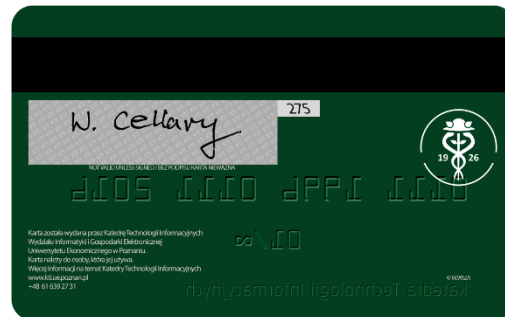 275
W. Cellary
NOT VALID UNLESS SIGNED / BEZ PODPISU KARTA NIEWAŻNA
19 26
Karta została wydana przez Katedrę Technologii Informacyjnych
Wydziału Informatyki i Gospodarki Elektronicznej
Uniwersytetu Ekonomicznego w Poznaniu.
Karta należy do osoby, która jej używa.
Więcej informacji na temat Katedry Technologii Informacyjnych
www.kti.ue.poznan.pl
+48 61 639 27 31
10/∞
Katedra Technologii Informacyjnych